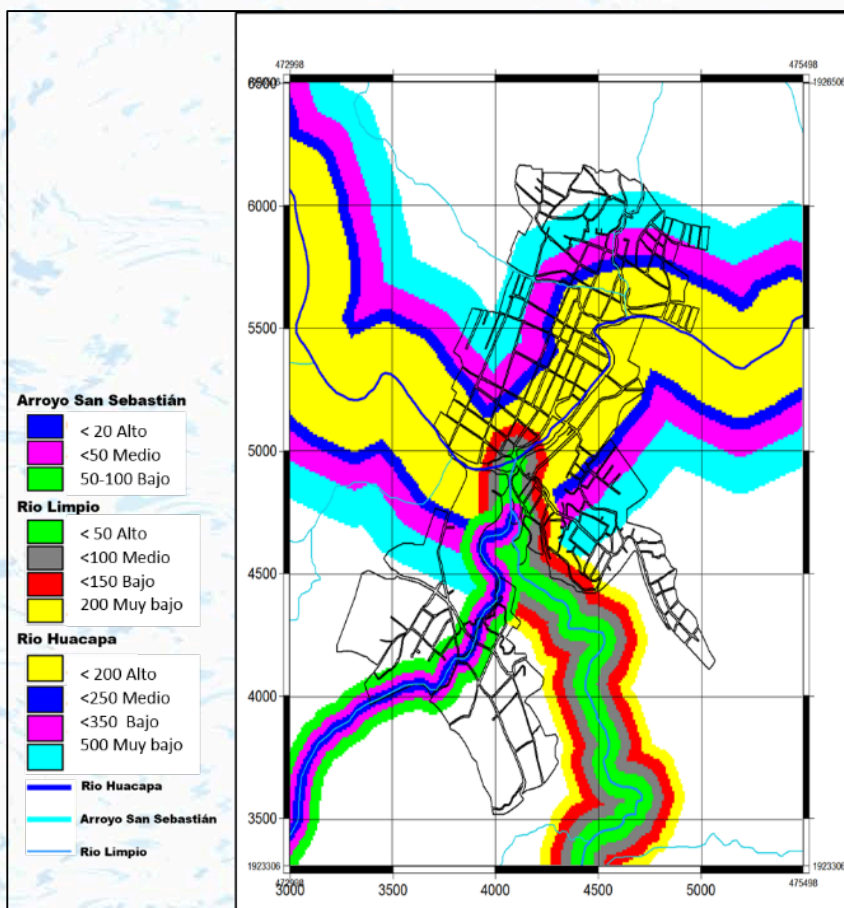 Arroyo San Sebastián
< 20 Alto
<50 Medio
50-100 Bajo
Rio Limpio
< 50 Alto
<100 Medio
<150 Bajo
200 Muy bajo
Rio Huacapa
< 200 Alto
<250 Medio
<350 Bajo
500 Muy bajo
Rio Huacapa
Arroyo San Sebastián
Rio Limpio
472998
475498
1926506
6000
5500
5000
4500
4000
3500
1923306
1923306
3000
3500
4000
4500
5000
475498